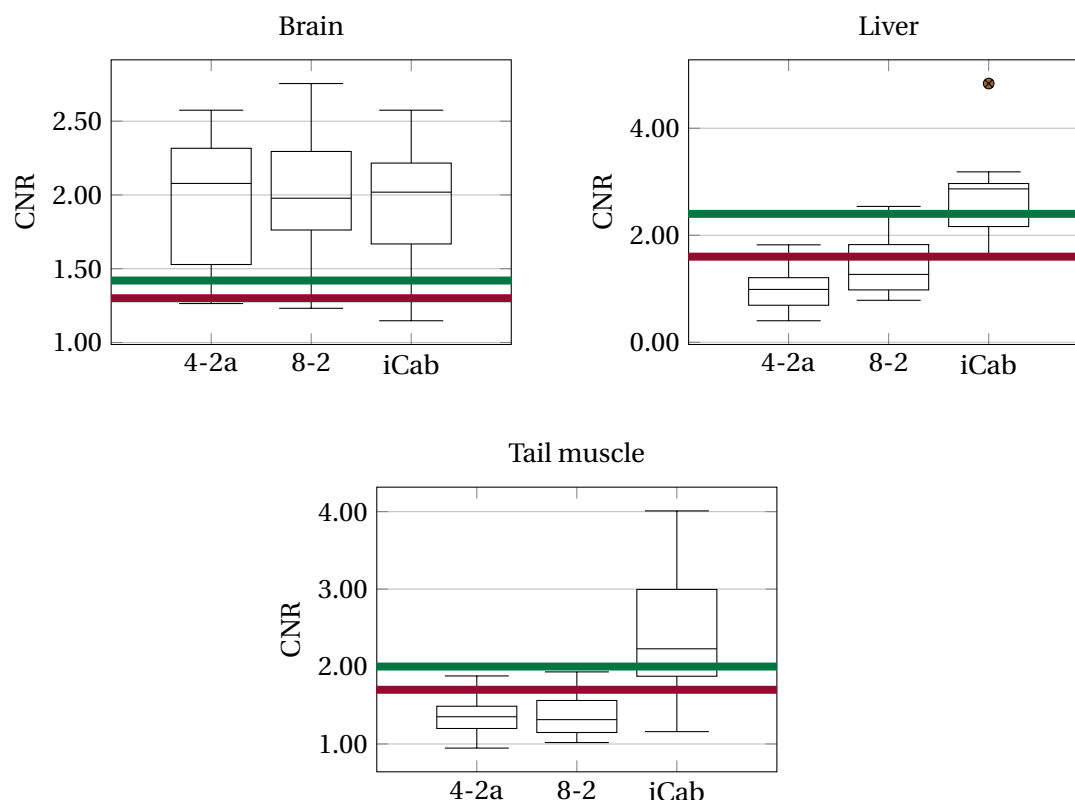 Brain
2.50
2.00
1.50
1.00
CNR
4-2a 8-2 iCab
Liver
4.00
2.00
0.00
CNR
4-2a 8-2 iCab
Tail muscle
4.00
3.00
2.00
1.00
CNR
4-2a 8-2 iCab